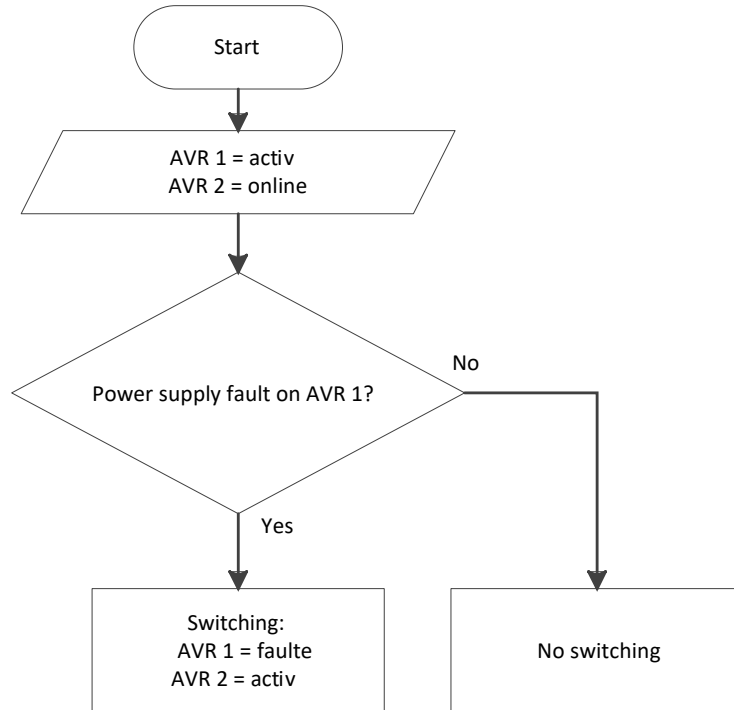 Start
AVR 1 = activ
AVR 2 = online
Power supply fault on AVR 1?
No
Yes
Switching:
AVR 1 = faulte
AVR 2 = activ
No switching